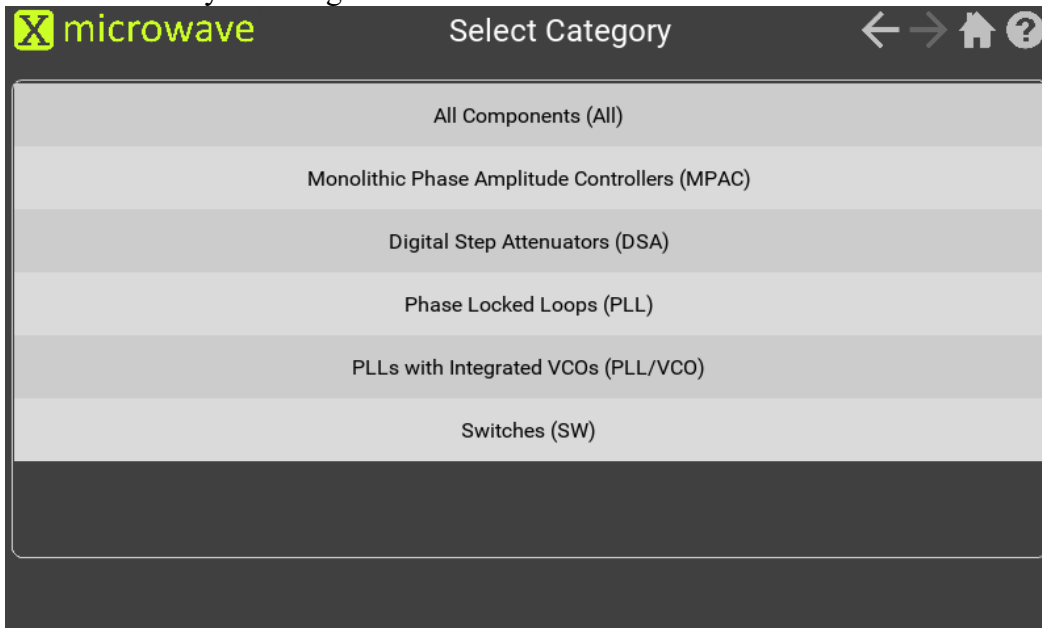 X microwave
Select Category
?
All Components (All)
Monolithic Phase Amplitude Controllers (MPAC)
Digital Step Attenuators (DSA)
Phase Locked Loops (PLL)
PLLs with Integrated VCOs (PLL/VCO)
Switches (SW)